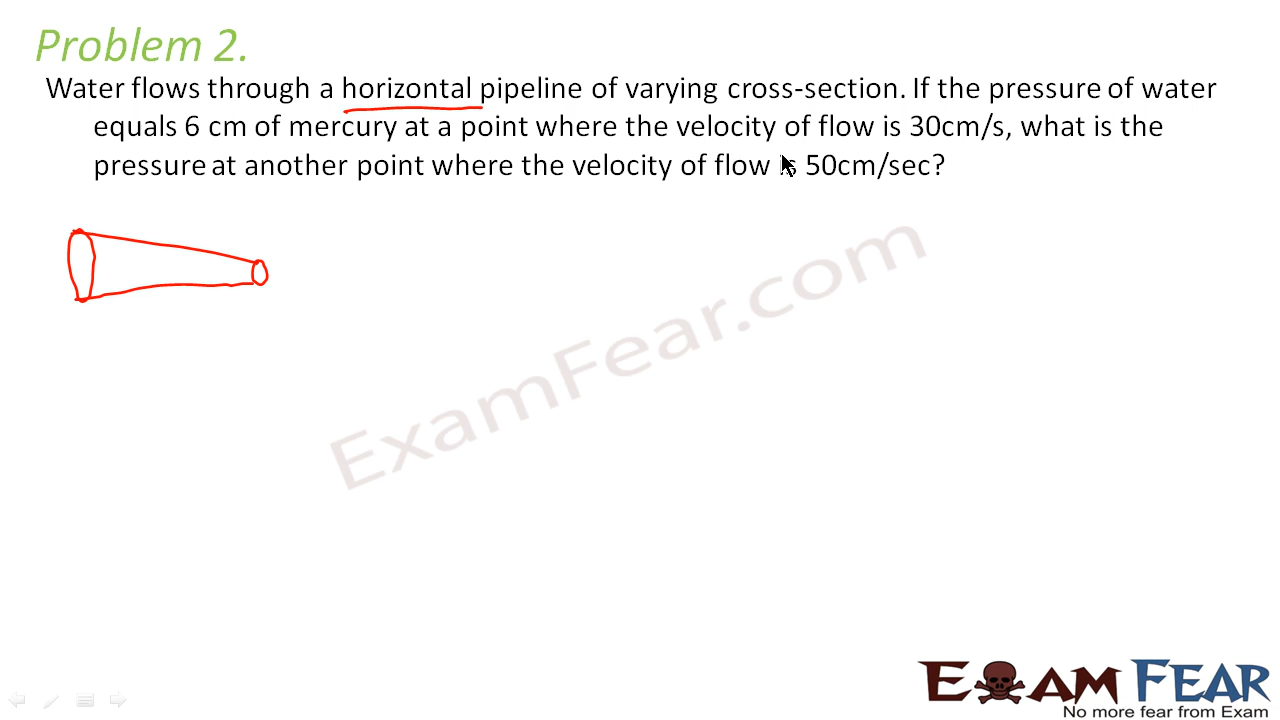 Problem 2.
Water flows through a horizontal pipeline of varying cross-section. If the pressure of water
equals 6 cm of mercury at a point where the velocity of flow is 30cm/s, what is the
pressure at another point where the velocity of flow is 50cm/sec?
ExamFear.com
EXAM FEAR
No more fear from Exam